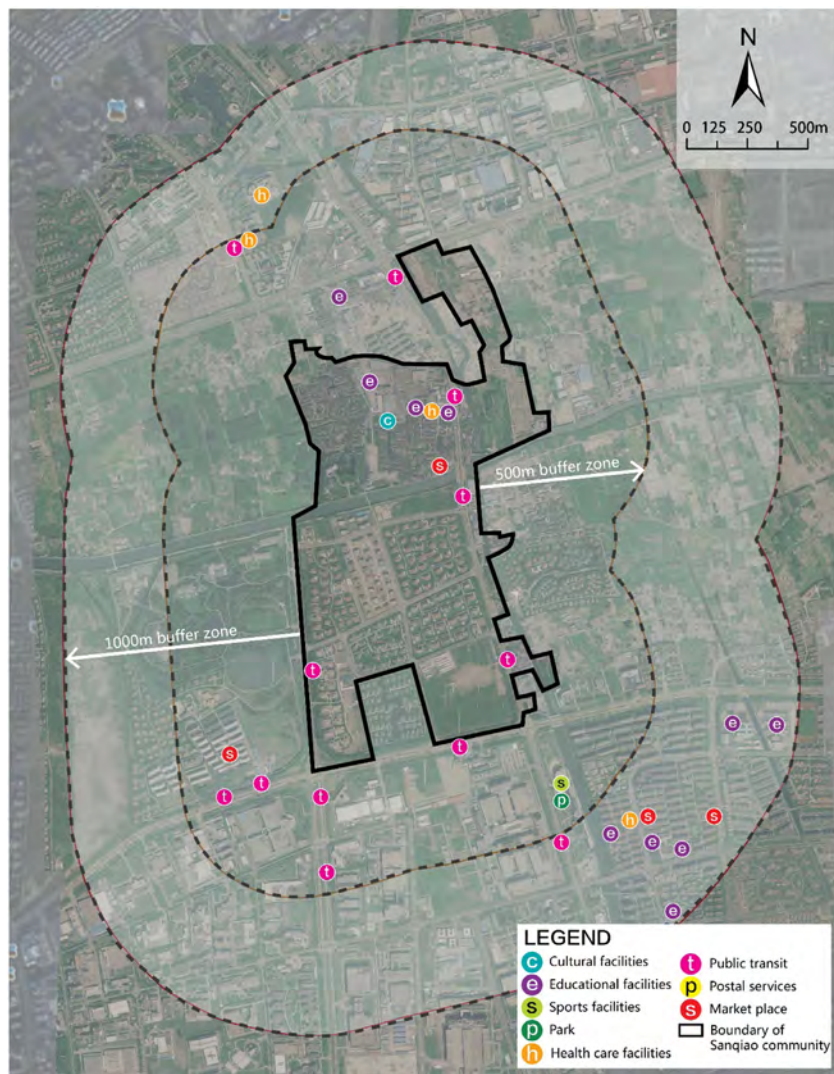 N
0 125 250 500m
h
h
t
t
e
e
t
e
h
e
c
s
500m buffer zone
t
1000m buffer zone
t
t
e
e
t
s
t
s
t
t
p
h
s
s
e
t
e
e
t
e
LEGEND
c Cultural facilities
e Educational facilities
s Sports facilities
p Park
h Health care facilities
t Public transit
p Postal services
s Market place
Boundary of
Sanqiao community